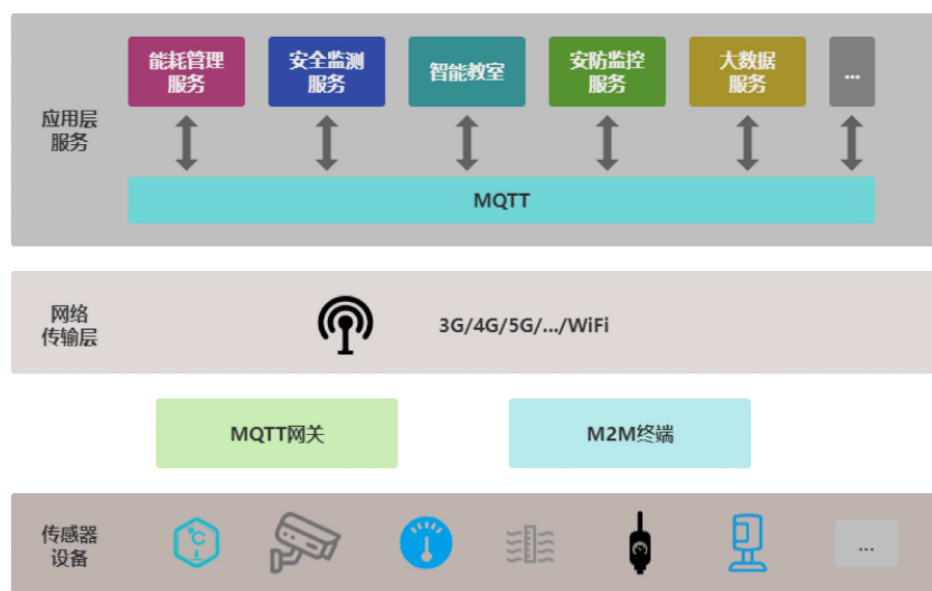 能耗管理
服务
安全监测
服务
智能教室
安防监控
服务
大数据
服务
...
应用层
服务
MQTT
网络
传输层
3G/4G/5G/.../WiFi
MQTT网关
M2M终端
传感器
设备
°C
...